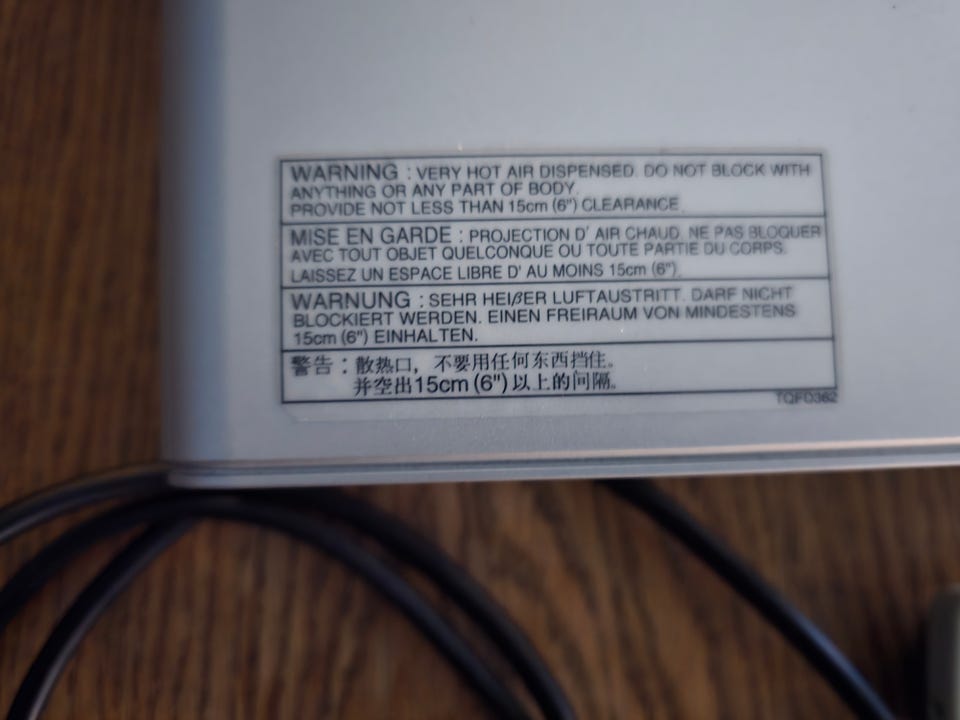 WARNING : VERY HOT AIR DISPENSED. DO NOT BLOCK WITH
ANYTHING OR ANY PART OF BODY.
PROVIDE NOT LESS THAN 15cm (6") CLEARANCE.
MISE EN GARDE : PROJECTION D' AIR CHAUD. NE PAS BLOQUER
AVEC TOUT OBJET QUELCONQUE OU TOUTE PARTIE DU CORPS.
LAISSEZ UN ESPACE LIBRE D' AU MOINS 15cm (6").
WARNUNG : SEHR HEIßER LUFTAUSTRITT. DARF NICHT
BLOCKIERT WERDEN. EINEN FREIRAUM VON MINDESTENS
15cm (6") EINHALTEN.
警告：散热口，不要用任何东西挡住。
并空出15cm (6")以上的间隔。
TQFD362